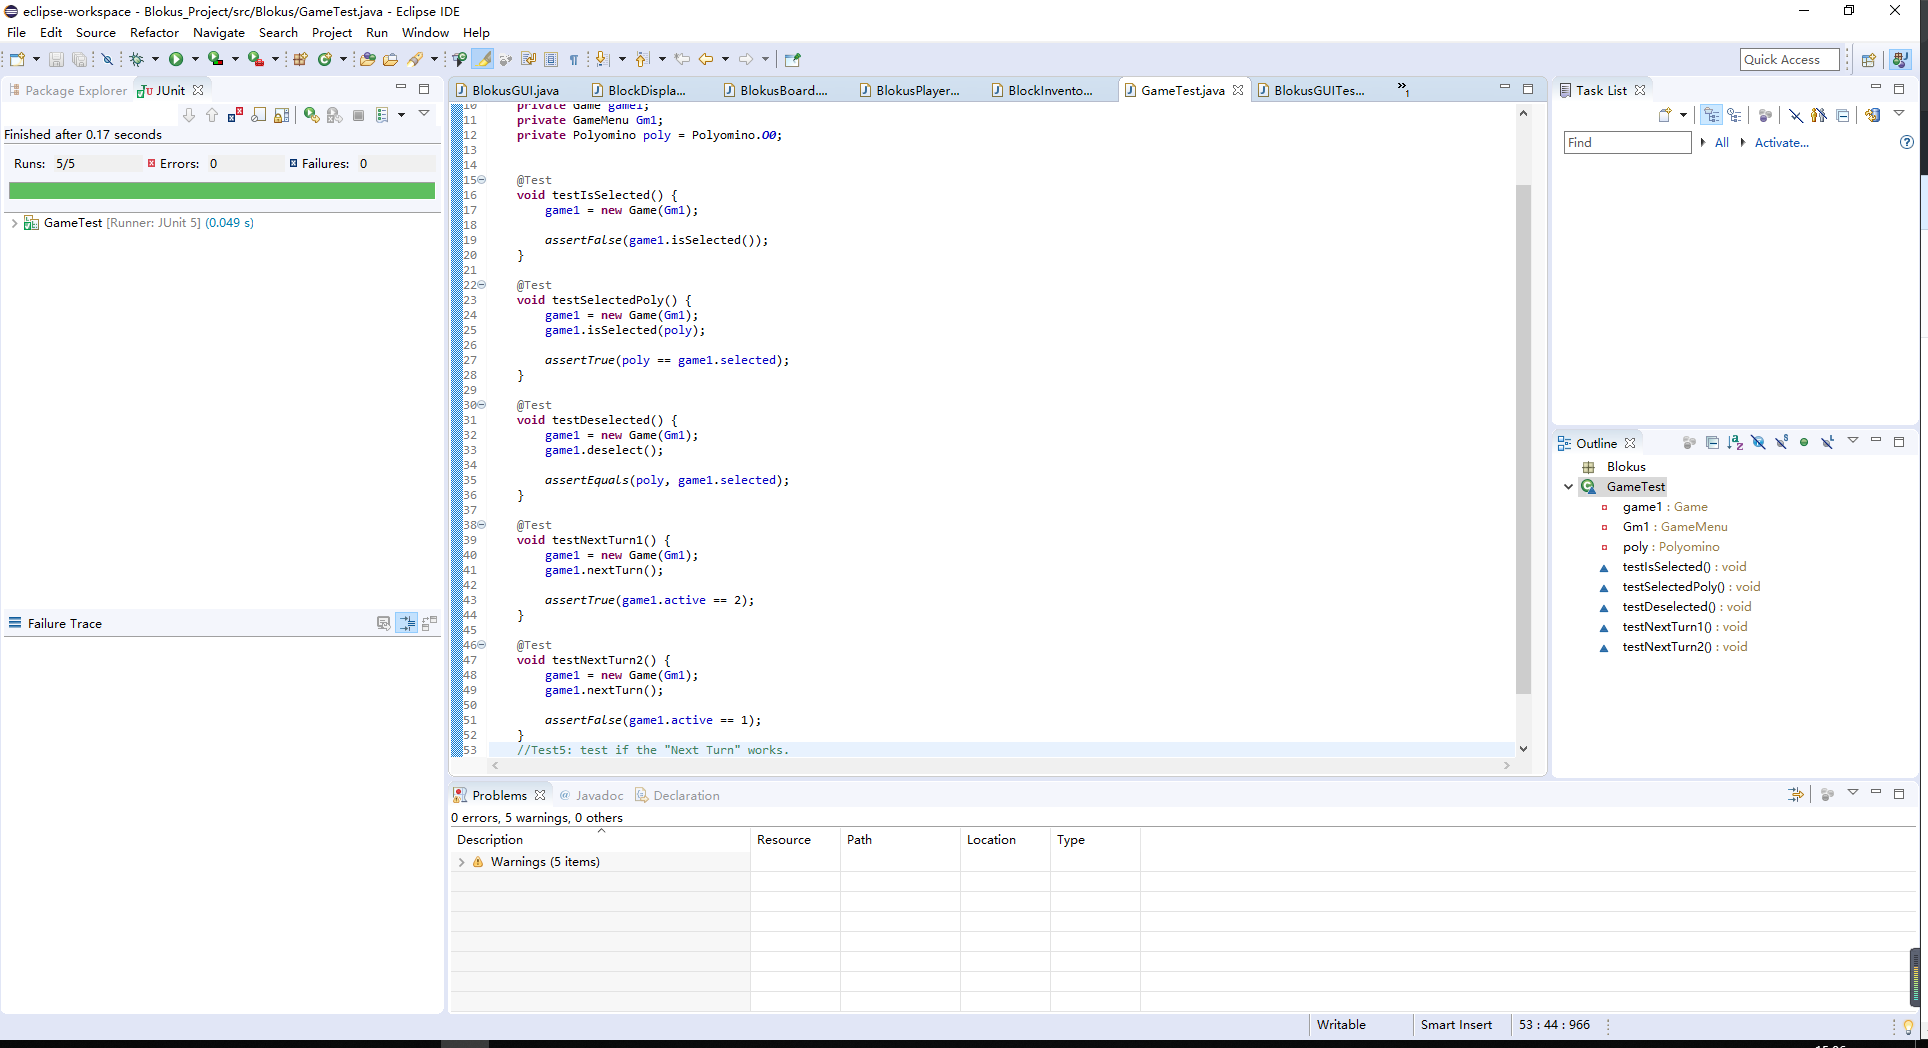 eclipse-workspace - Blokus_Project/src/Blokus/GameTest.java - Eclipse IDE
File Edit Source Refactor Navigate Search Project Run Window Help
Quick Access
Package Explorer JUnit
Finished after 0.17 seconds
Runs: 5/5 Errors: 0 Failures: 0
GameTest [Runner: JUnit 5] (0.049 s)
Failure Trace
BlokusGUI.java BlockDispla... BlokusBoard.... BlokusPlayer... BlockInvento... GameTest.java BlokusGUITes... »1
10 private Game game1;
11 private GameMenu Gm1;
12 private Polyomino poly = Polyomino.O0;
13
14
15 @Test
16 void testIsSelected() {
17 game1 = new Game(Gm1);
18
19 assertFalse(game1.isSelected());
20 }
21
22 @Test
23 void testSelectedPoly() {
24 game1 = new Game(Gm1);
25 game1.isSelected(poly);
26
27 assertTrue(poly == game1.selected);
28 }
29
30 @Test
31 void testDeselected() {
32 game1 = new Game(Gm1);
33 game1.deselect();
34
35 assertEquals(poly, game1.selected);
36 }
37
38 @Test
39 void testNextTurn1() {
40 game1 = new Game(Gm1);
41 game1.nextTurn();
42
43 assertTrue(game1.active == 2);
44 }
45
46 @Test
47 void testNextTurn2() {
48 game1 = new Game(Gm1);
49 game1.nextTurn();
50
51 assertFalse(game1.active == 1);
52 }
53 //Test5: test if the "Next Turn" works.
Task List
Find All Activate...
Outline
Blokus
GameTest
game1 : Game
Gm1 : GameMenu
poly : Polyomino
testIsSelected() : void
testSelectedPoly() : void
testDeselected() : void
testNextTurn1() : void
testNextTurn2() : void
Problems @ Javadoc Declaration
0 errors, 5 warnings, 0 others
Description Resource Path Location Type
Warnings (5 items)
Writable Smart Insert 53 : 44 : 966